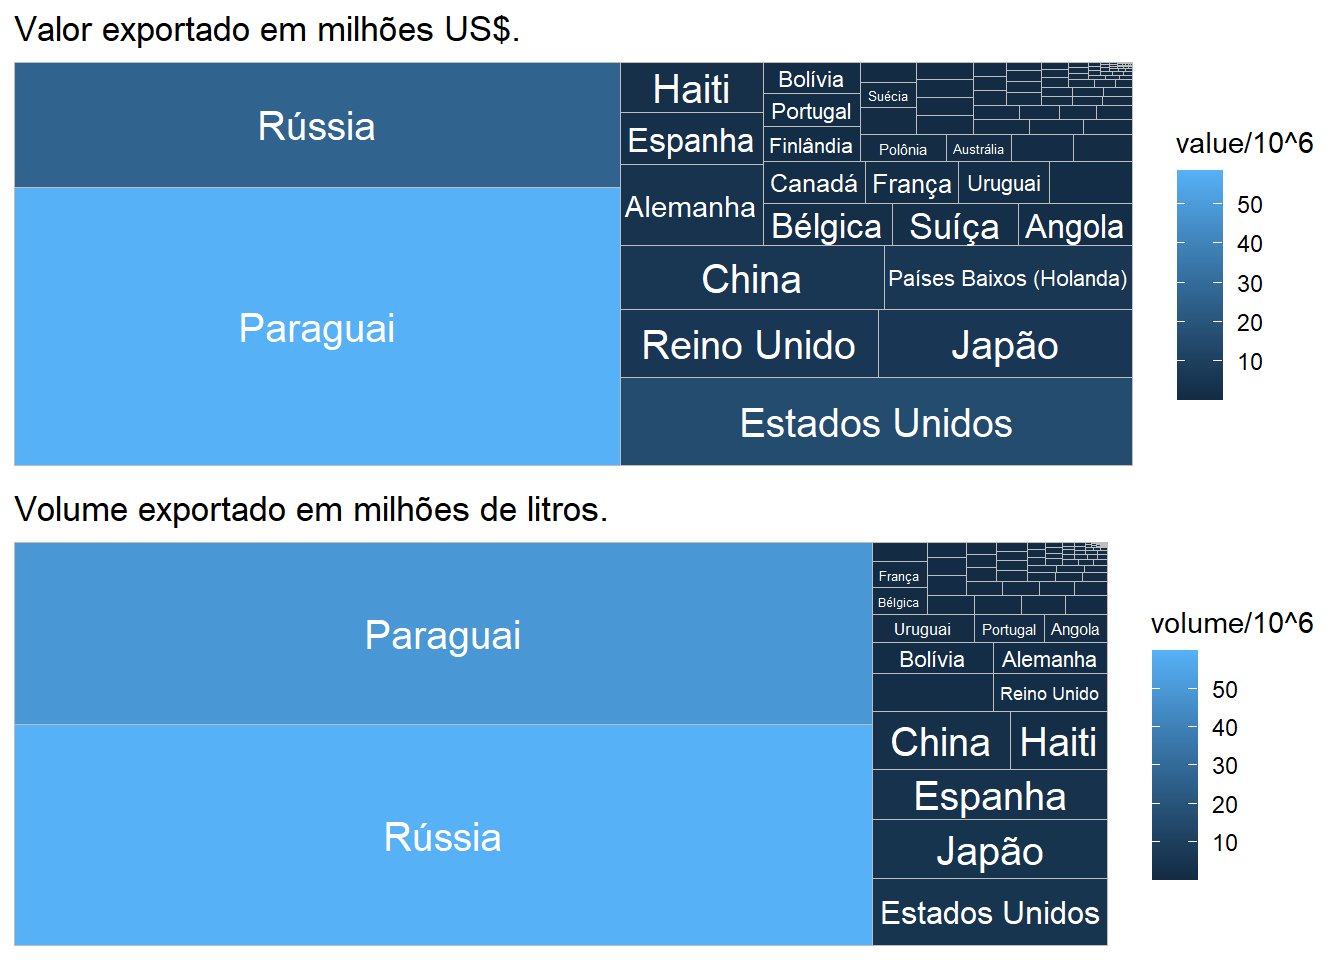 Valor exportado em milhões US$.
Rússia
Paraguai
Haiti
Espanha
Alemanha
Bolívia
Portugal
Finlândia
Suécia
Polônia
Austrália
Canadá
França
Uruguai
Bélgica
Suíça
Angola
China
Países Baixos (Holanda)
Reino Unido
Japão
Estados Unidos
value/10^6
50
40
30
20
10
Volume exportado em milhões de litros.
Paraguai
Rússia
França
Bélgica
Uruguai
Portugal
Angola
Bolívia
Alemanha
Reino Unido
China
Haiti
Espanha
Japão
Estados Unidos
volume/10^6
50
40
30
20
10